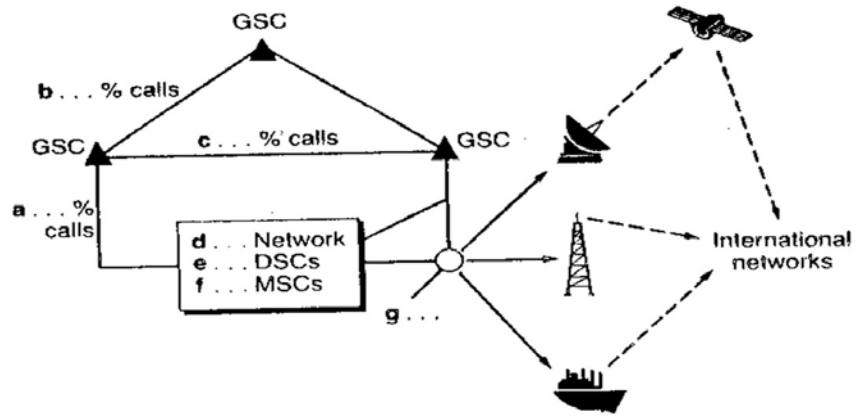 GSC
b . . . % calls
GSC
c . . . % calls
GSC
a . . . %
calls
d . . . Network
e . . . DSCs
f . . . MSCs
g . . .
International
networks